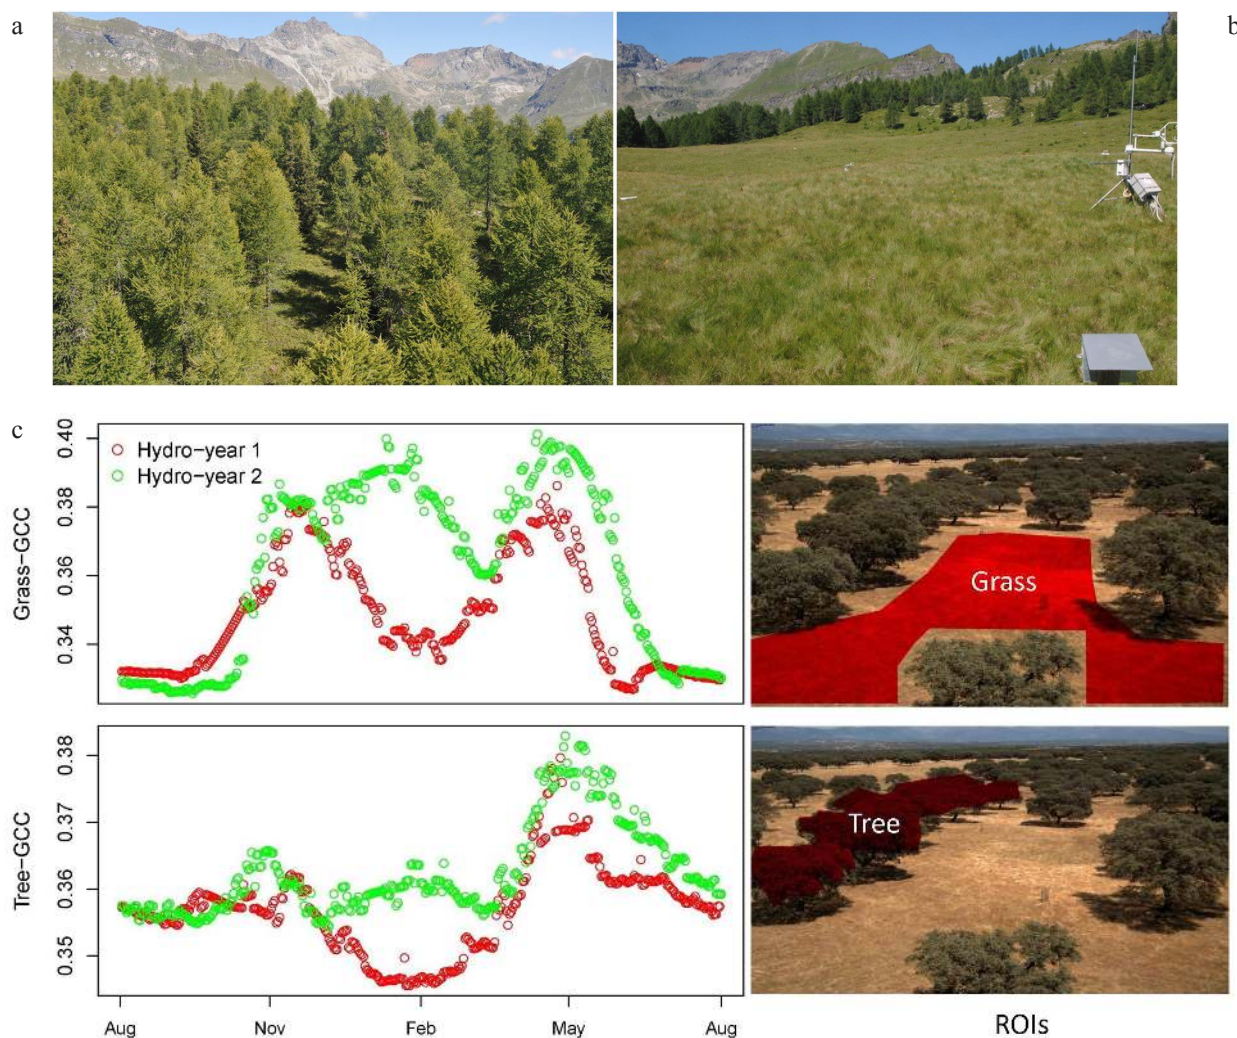 a
b
c
0.40
0.38
0.36
0.34
Grass-GCC
Hydro-year 1
Hydro-year 2
Grass
0.38
0.37
0.36
0.35
Tree-GCC
Tree
Aug
Nov
Feb
May
Aug
ROIs